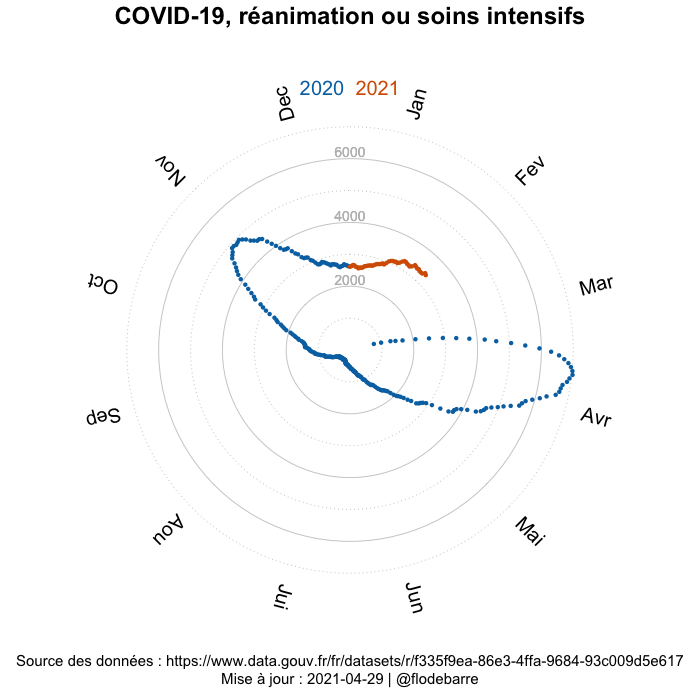 COVID-19, réanimation ou soins intensifs
2020 2021
Dec
Jan
Nov
Fev
6000
4000
2000
Oct
Mar
Sep
Avr
Aou
Mai
Jui
Jun
Source des données : https://www.data.gouv.fr/fr/datasets/r/f335f9ea-86e3-4ffa-9684-93c009d5e617
Mise à jour : 2021-04-29 | @flodebarre